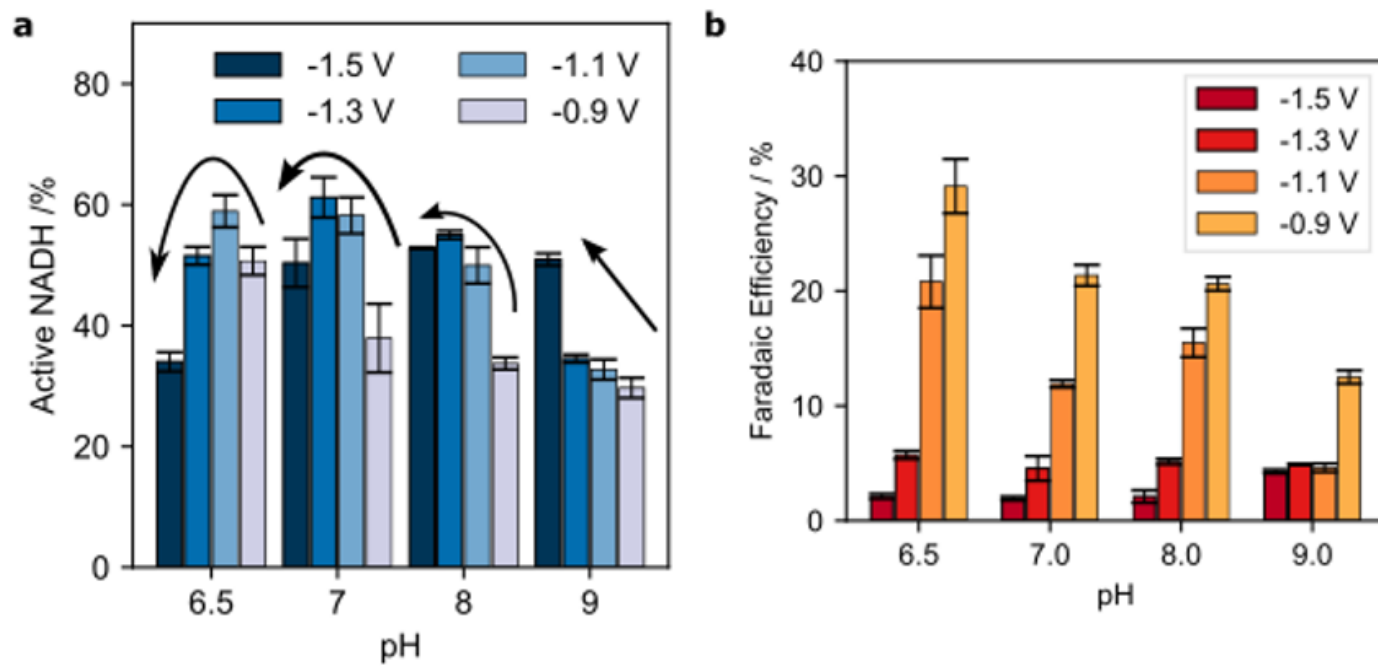 a
-1.5 V
-1.1 V
-1.3 V
-0.9 V
80
60
40
20
0
Active NADH /%
6.5
7
8
9
pH
b
40
30
20
10
0
Faradaic Efficiency / %
-1.5 V
-1.3 V
-1.1 V
-0.9 V
6.5
7.0
8.0
9.0
pH